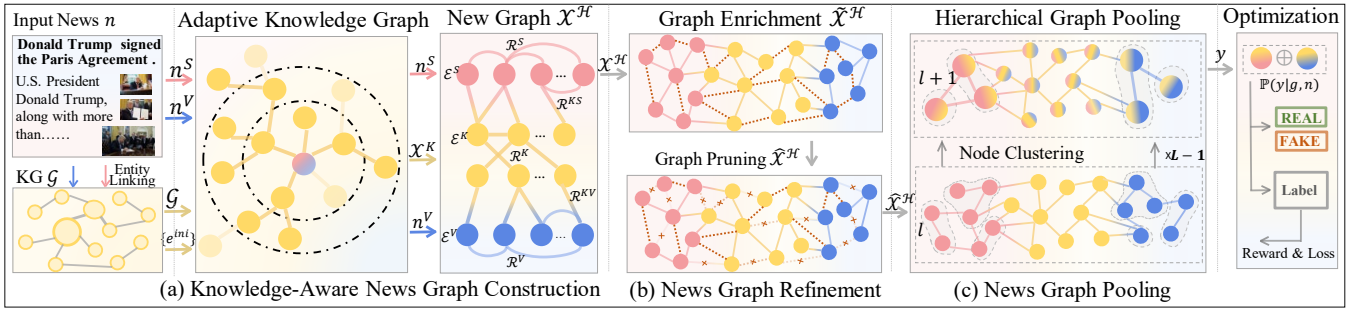 Input News n
Donald Trump signed
the Paris Agreement .
U.S. President
Donald Trump,
along with more
than……
n^S
n^V
KG 𝒢
Entity
Linking
𝒢
{e^{ini}}
Adaptive Knowledge Graph
n^S
𝒳^K
n^V
New Graph 𝒳^ℋ
ℛ^S
ℰ^S
...
ℛ^{KS}
ℰ^K
...
ℛ^K
...
ℛ^{KV}
ℰ^V
...
ℛ^V
(a) Knowledge-Aware News Graph Construction
𝒳^ℋ
Graph Enrichment 𝒳̃^ℋ
Graph Pruning 𝒳̂^ℋ
(b) News Graph Refinement
𝒳̂^ℋ
Hierarchical Graph Pooling
l + 1
Node Clustering
×L − 1
l
(c) News Graph Pooling
y
Optimization
⊕
ℙ(y|g,n)
REAL
FAKE
Label
Reward & Loss